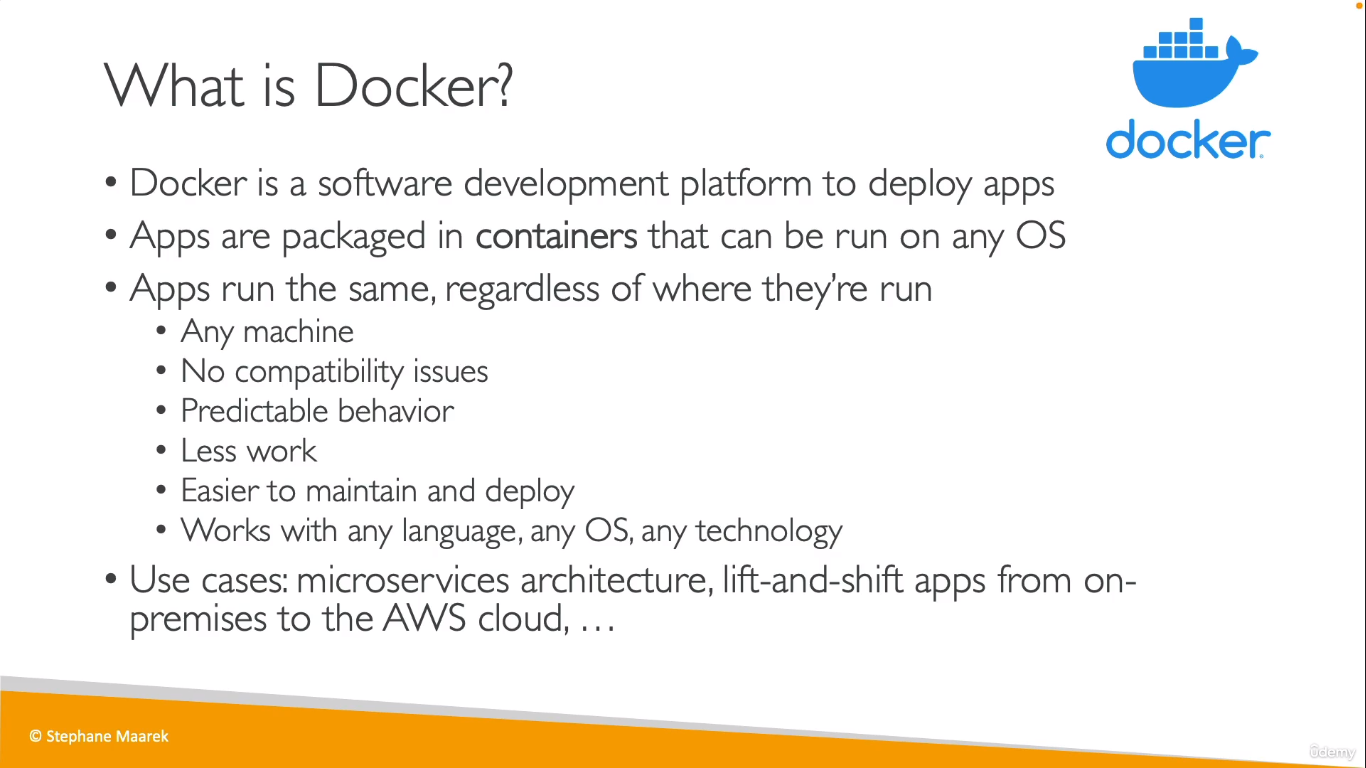 What is Docker?
docker
• Docker is a software development platform to deploy apps
• Apps are packaged in containers that can be run on any OS
• Apps run the same, regardless of where they’re run
• Any machine
• No compatibility issues
• Predictable behavior
• Less work
• Easier to maintain and deploy
• Works with any language, any OS, any technology
• Use cases: microservices architecture, lift-and-shift apps from on-
premises to the AWS cloud, …
© Stephane Maarek
ûdemy